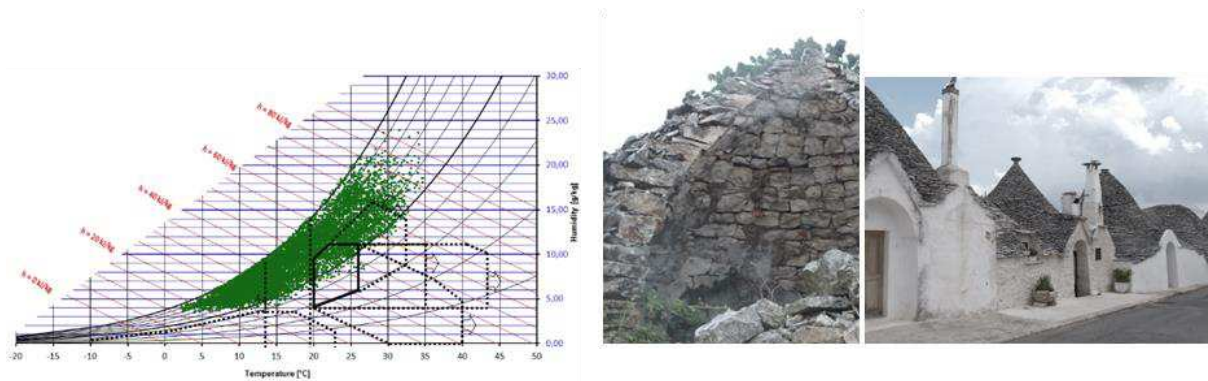 30,00
25,00
20,00
15,00
10,00
5,00
0,00
Humidity [g/kg]
h = 80 kJ/kg
h = 60 kJ/kg
h = 40 kJ/kg
h = 20 kJ/kg
h = 0 kJ/kg
-20 -15 -10 -5 0 5 10 15 20 25 30 35 40 45 50
Temperature [°C]